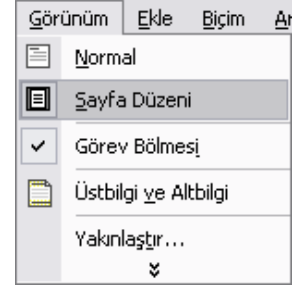 Görünüm Ekle Biçim
Normal
Sayfa Düzeni
Görev Bölmesi
Üstbilgi ve Altbilgi
Yakınlaştır...